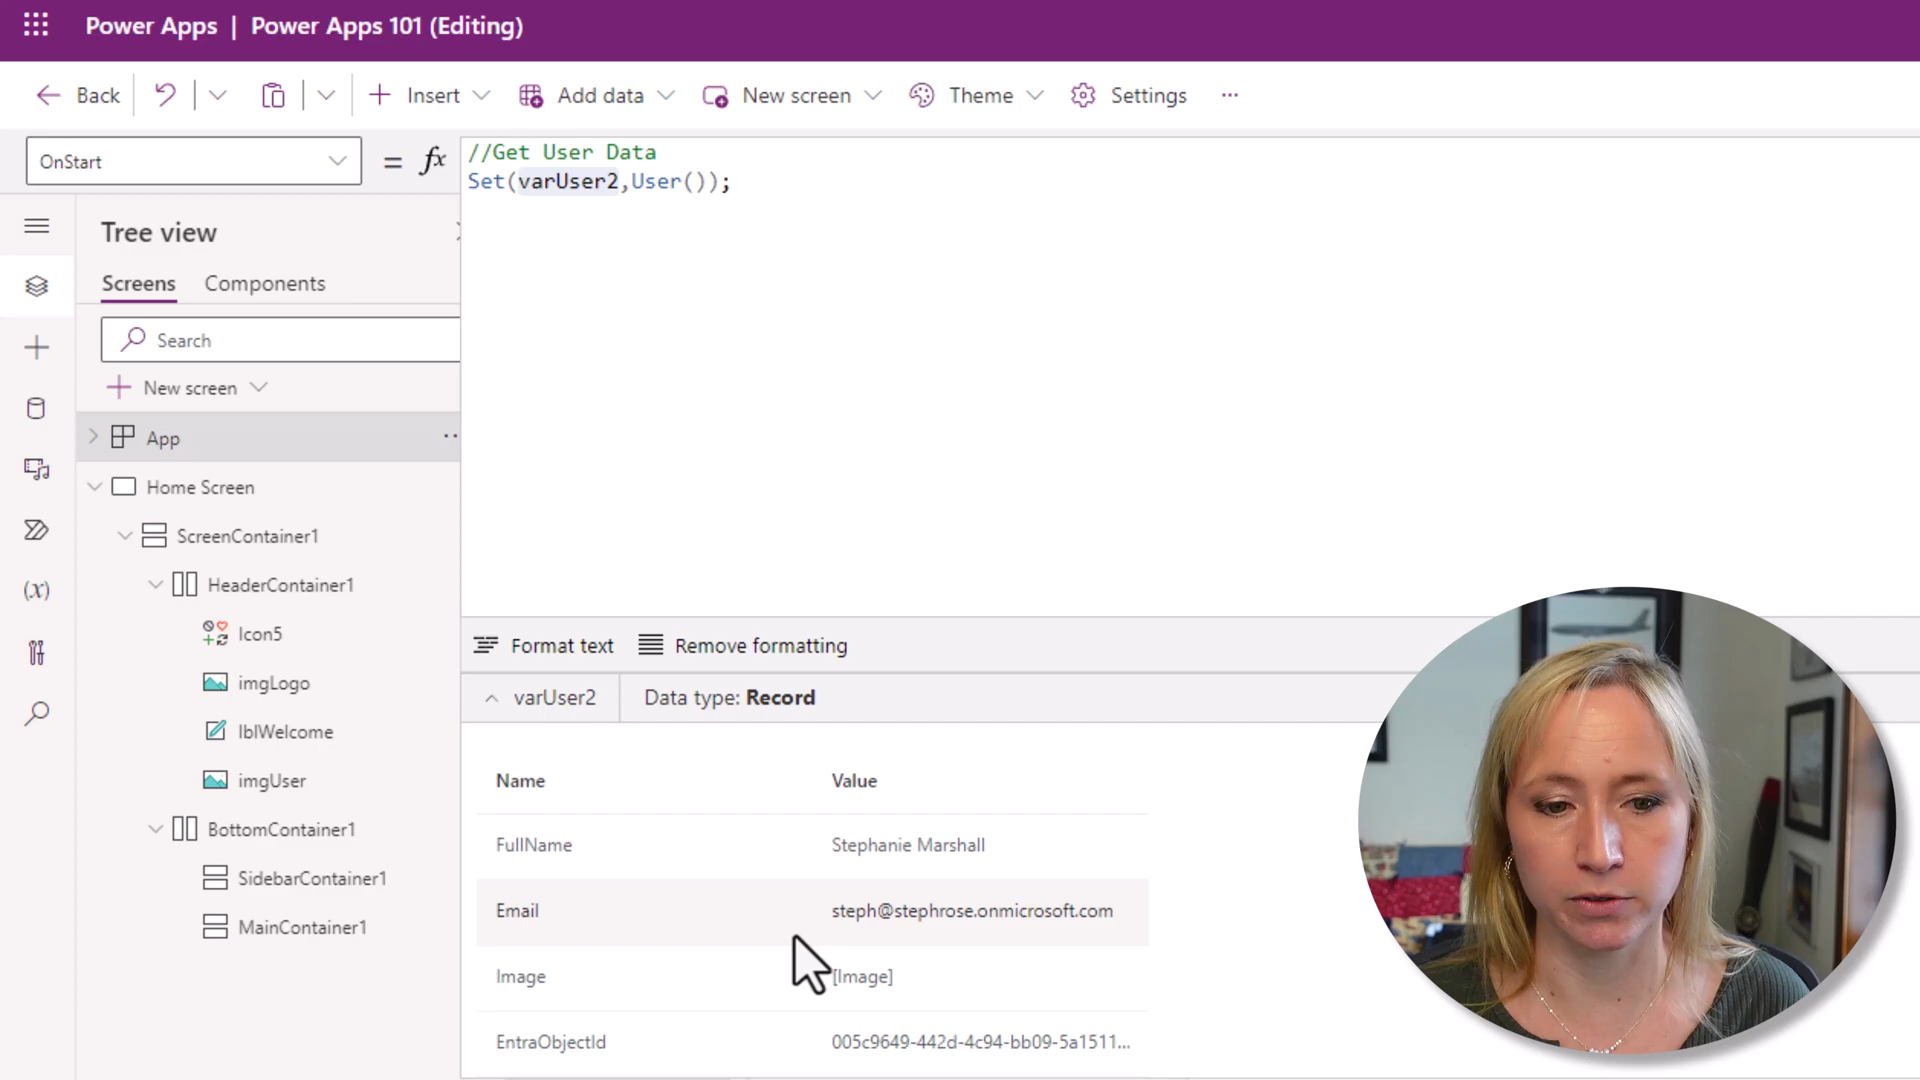 Power Apps | Power Apps 101 (Editing)
Back
Insert
Add data
New screen
Theme
Settings
OnStart
= fx
//Get User Data
Set(varUser2,User());
Tree view
Screens
Components
Search
New screen
App
Home Screen
ScreenContainer1
HeaderContainer1
Icon5
imgLogo
lblWelcome
imgUser
BottomContainer1
SidebarContainer1
MainContainer1
(x)
Format text
Remove formatting
varUser2
Data type: Record
Name Value
FullName Stephanie Marshall
Email steph@stephrose.onmicrosoft.com
Image [Image]
EntraObjectId 005c9649-442d-4c94-bb09-5a1511...